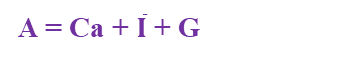 A = Ca + Ī + G